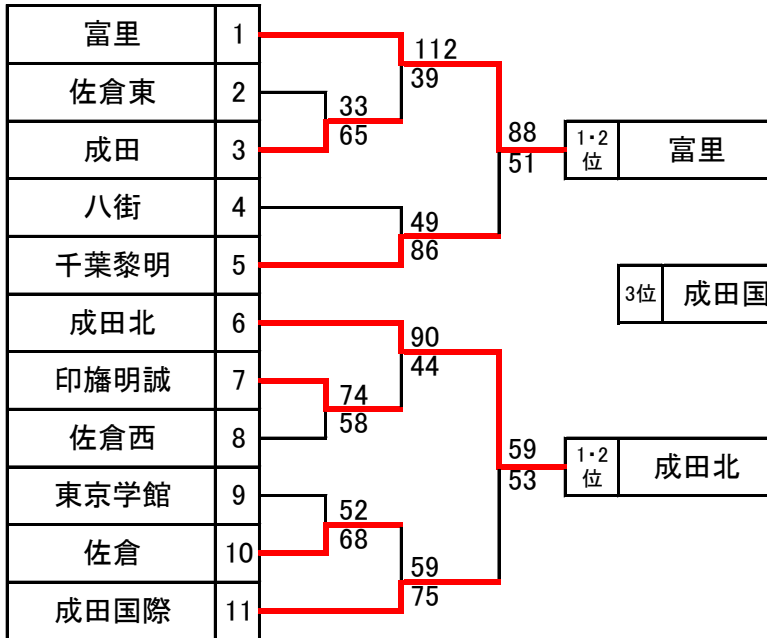 富里 1
佐倉東 2
成田 3
八街 4
千葉黎明 5
成田北 6
印旛明誠 7
佐倉西 8
東京学館 9
佐倉 10
成田国際 11
33
65
74
58
52
68
112
39
49
86
90
44
59
75
88
51
59
53
1・2位 富里
3位 成田国
1・2位 成田北